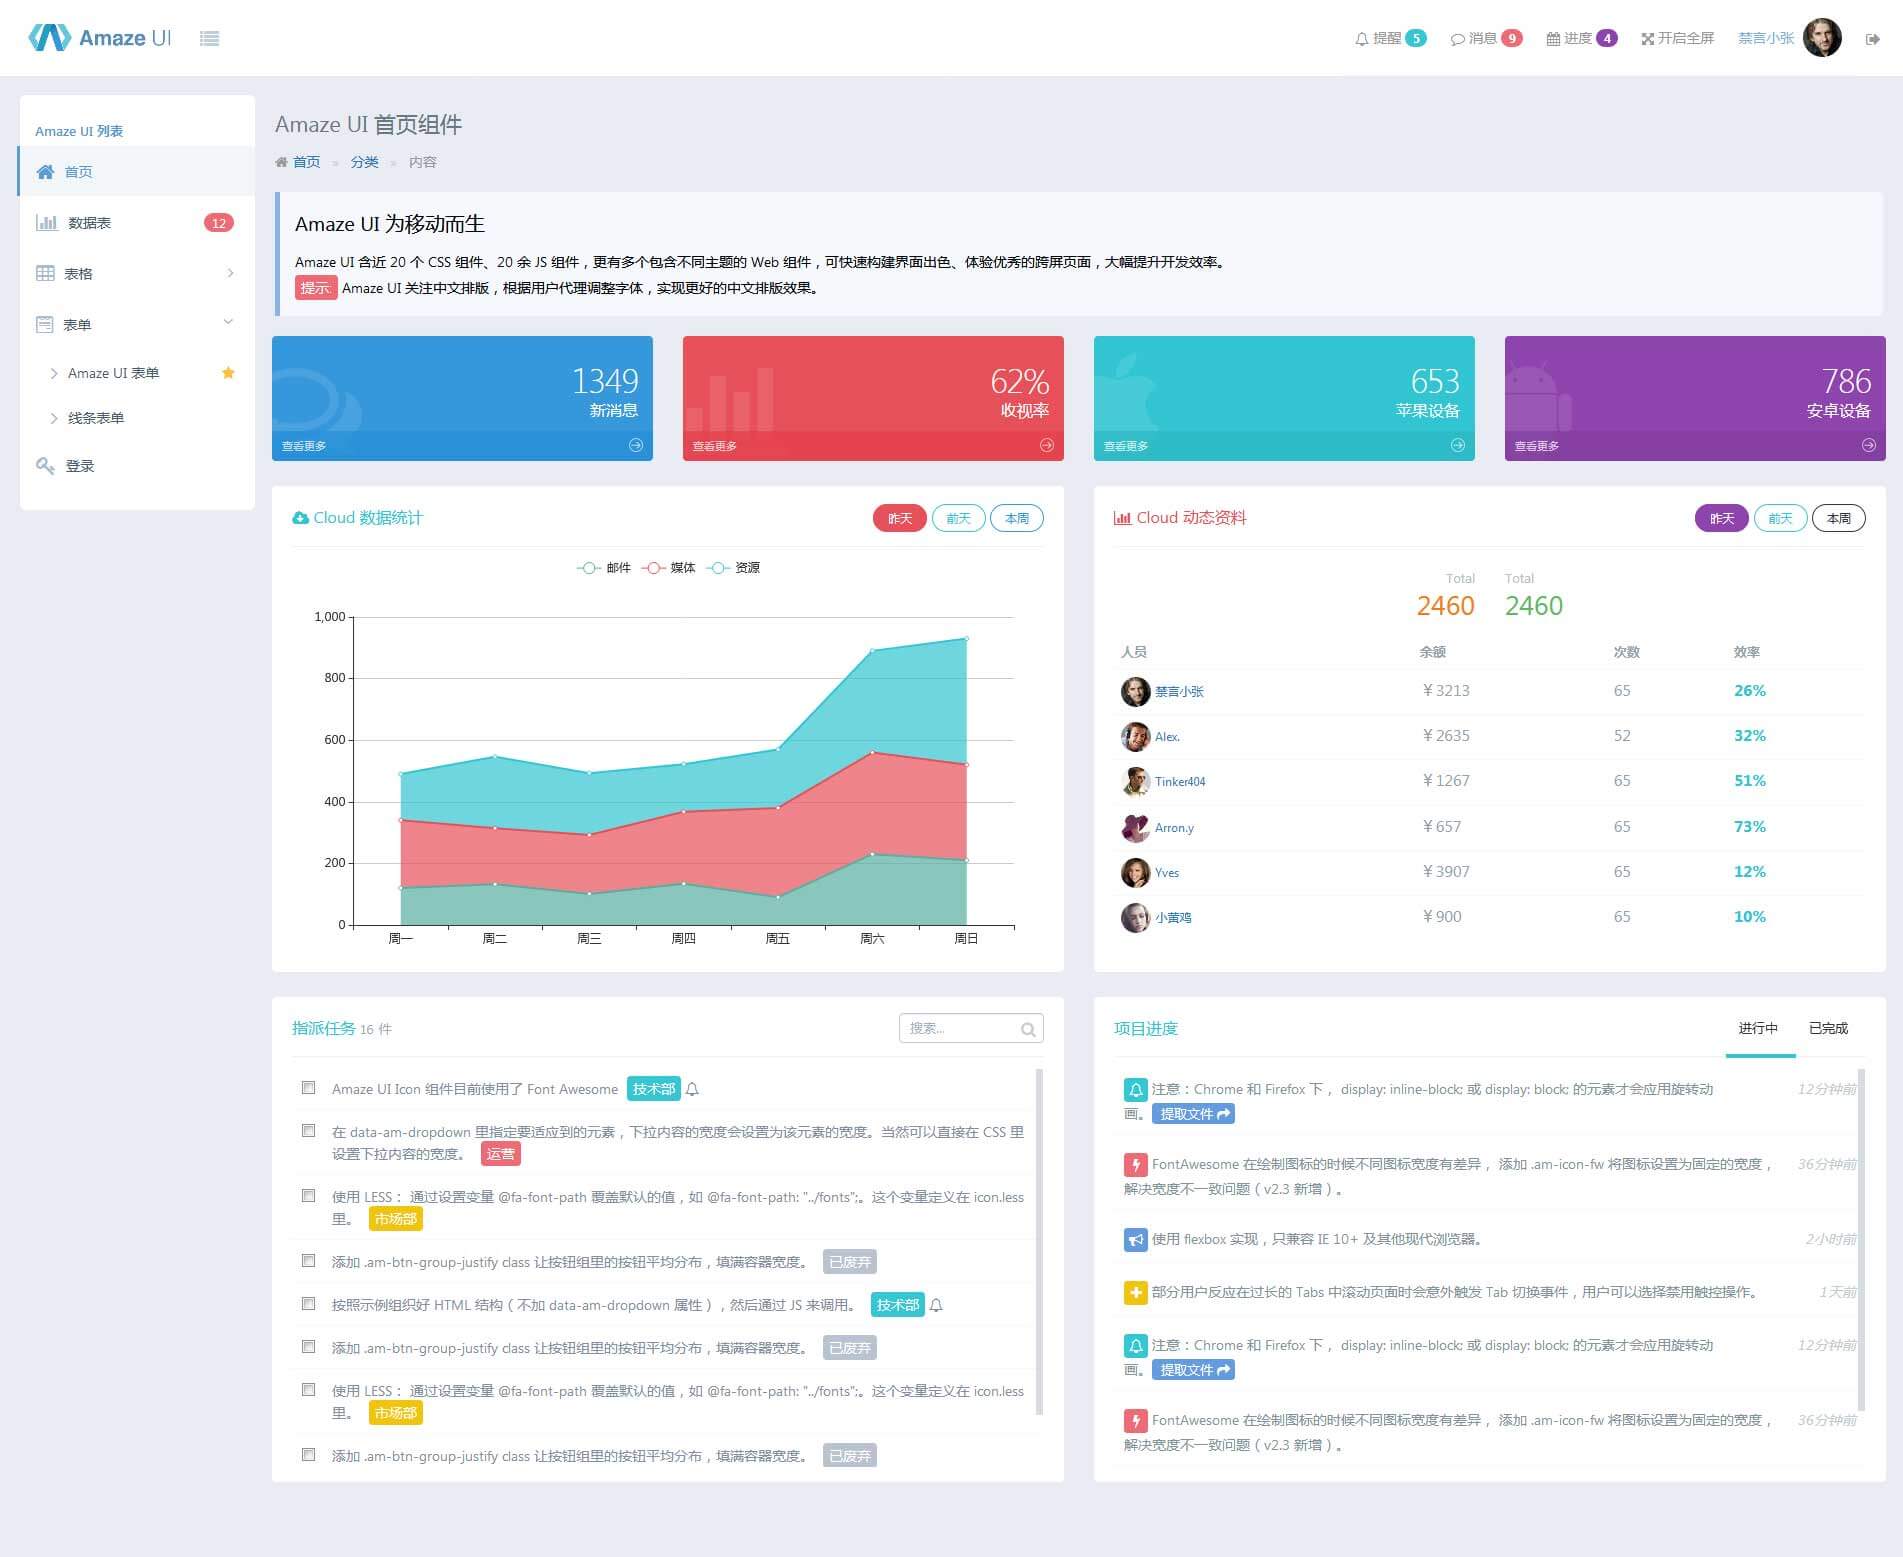 Amaze UI
提醒 5
消息 9
进度 4
开启全屏
禁言小张
Amaze UI 列表
首页
数据表 12
表格
表单
Amaze UI 表单
线条表单
登录
Amaze UI 首页组件
首页 » 分类 » 内容
Amaze UI 为移动而生
Amaze UI 含近 20 个 CSS 组件、20 余 JS 组件，更有多个包含不同主题的 Web 组件，可快速构建界面出色、体验优秀的跨屏页面，大幅提升开发效率。
提示: Amaze UI 关注中文排版，根据用户代理调整字体，实现更好的中文排版效果。
1349
新消息
查看更多
62%
收视率
查看更多
653
苹果设备
查看更多
786
安卓设备
查看更多
Cloud 数据统计
昨天 前天 本周
邮件 媒体 资源
1,000
800
600
400
200
0
周一 周二 周三 周四 周五 周六 周日
Cloud 动态资料
昨天 前天 本周
Total Total
2460 2460
人员 余额 次数 效率
禁言小张 ￥3213 65 26%
Alex. ￥2635 52 32%
Tinker404 ￥1267 65 51%
Arron.y ￥657 65 73%
Yves ￥3907 65 12%
小黄鸡 ￥900 65 10%
指派任务 16 件
搜索...
Amaze UI Icon 组件目前使用了 Font Awesome 技术部
在 data-am-dropdown 里指定要适应到的元素，下拉内容的宽度会设置为该元素的宽度。当然可以直接在 CSS 里
设置下拉内容的宽度。 运营
使用 LESS： 通过设置变量 @fa-font-path 覆盖默认的值，如 @fa-font-path: "../fonts";。这个变量定义在 icon.less
里。 市场部
添加 .am-btn-group-justify class 让按钮组里的按钮平均分布，填满容器宽度。 已废弃
按照示例组织好 HTML 结构（不加 data-am-dropdown 属性），然后通过 JS 来调用。 技术部
添加 .am-btn-group-justify class 让按钮组里的按钮平均分布，填满容器宽度。 已废弃
使用 LESS： 通过设置变量 @fa-font-path 覆盖默认的值，如 @fa-font-path: "../fonts";。这个变量定义在 icon.less
里。 市场部
添加 .am-btn-group-justify class 让按钮组里的按钮平均分布，填满容器宽度。 已废弃
项目进度
进行中 已完成
注意：Chrome 和 Firefox 下， display: inline-block; 或 display: block; 的元素才会应用旋转动 12分钟前
画。 提取文件
FontAwesome 在绘制图标的时候不同图标宽度有差异， 添加 .am-icon-fw 将图标设置为固定的宽度， 36分钟前
解决宽度不一致问题（v2.3 新增）。
使用 flexbox 实现，只兼容 IE 10+ 及其他现代浏览器。 2小时前
部分用户反应在过长的 Tabs 中滚动页面时会意外触发 Tab 切换事件，用户可以选择禁用触控操作。 1天前
注意：Chrome 和 Firefox 下， display: inline-block; 或 display: block; 的元素才会应用旋转动 12分钟前
画。 提取文件
FontAwesome 在绘制图标的时候不同图标宽度有差异， 添加 .am-icon-fw 将图标设置为固定的宽度， 36分钟前
解决宽度不一致问题（v2.3 新增）。